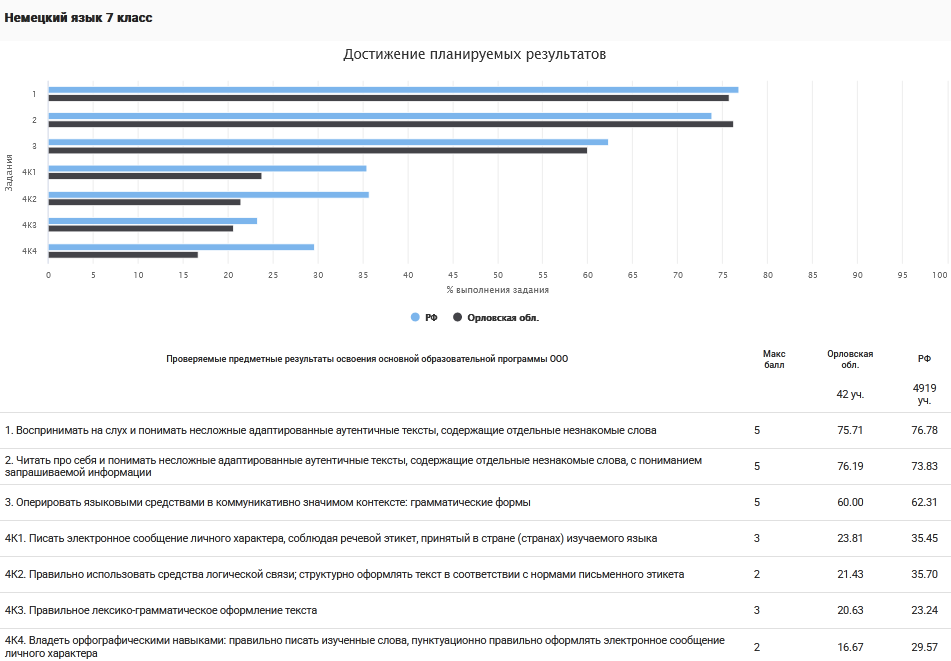 Немецкий язык 7 класс
Достижение планируемых результатов
Задания
1
2
3
4К1
4К2
4К3
4К4
0 5 10 15 20 25 30 35 40 45 50 55 60 65 70 75 80 85 90 95 100
% выполнения задания
РФ Орловская обл.
Проверяемые предметные результаты освоения основной образовательной программы ООО
Макс
балл
Орловская
обл.
РФ
42 уч.
4919
уч.
1. Воспринимать на слух и понимать несложные адаптированные аутентичные тексты, содержащие отдельные незнакомые слова 5 75.71 76.78
2. Читать про себя и понимать несложные адаптированные аутентичные тексты, содержащие отдельные незнакомые слова, с пониманием
запрашиваемой информации 5 76.19 73.83
3. Оперировать языковыми средствами в коммуникативно значимом контексте: грамматические формы 5 60.00 62.31
4К1. Писать электронное сообщение личного характера, соблюдая речевой этикет, принятый в стране (странах) изучаемого языка 3 23.81 35.45
4К2. Правильно использовать средства логической связи; структурно оформлять текст в соответствии с нормами письменного этикета 2 21.43 35.70
4К3. Правильное лексико-грамматическое оформление текста 3 20.63 23.24
4К4. Владеть орфографическими навыками: правильно писать изученные слова, пунктуационно правильно оформлять электронное сообщение
личного характера 2 16.67 29.57